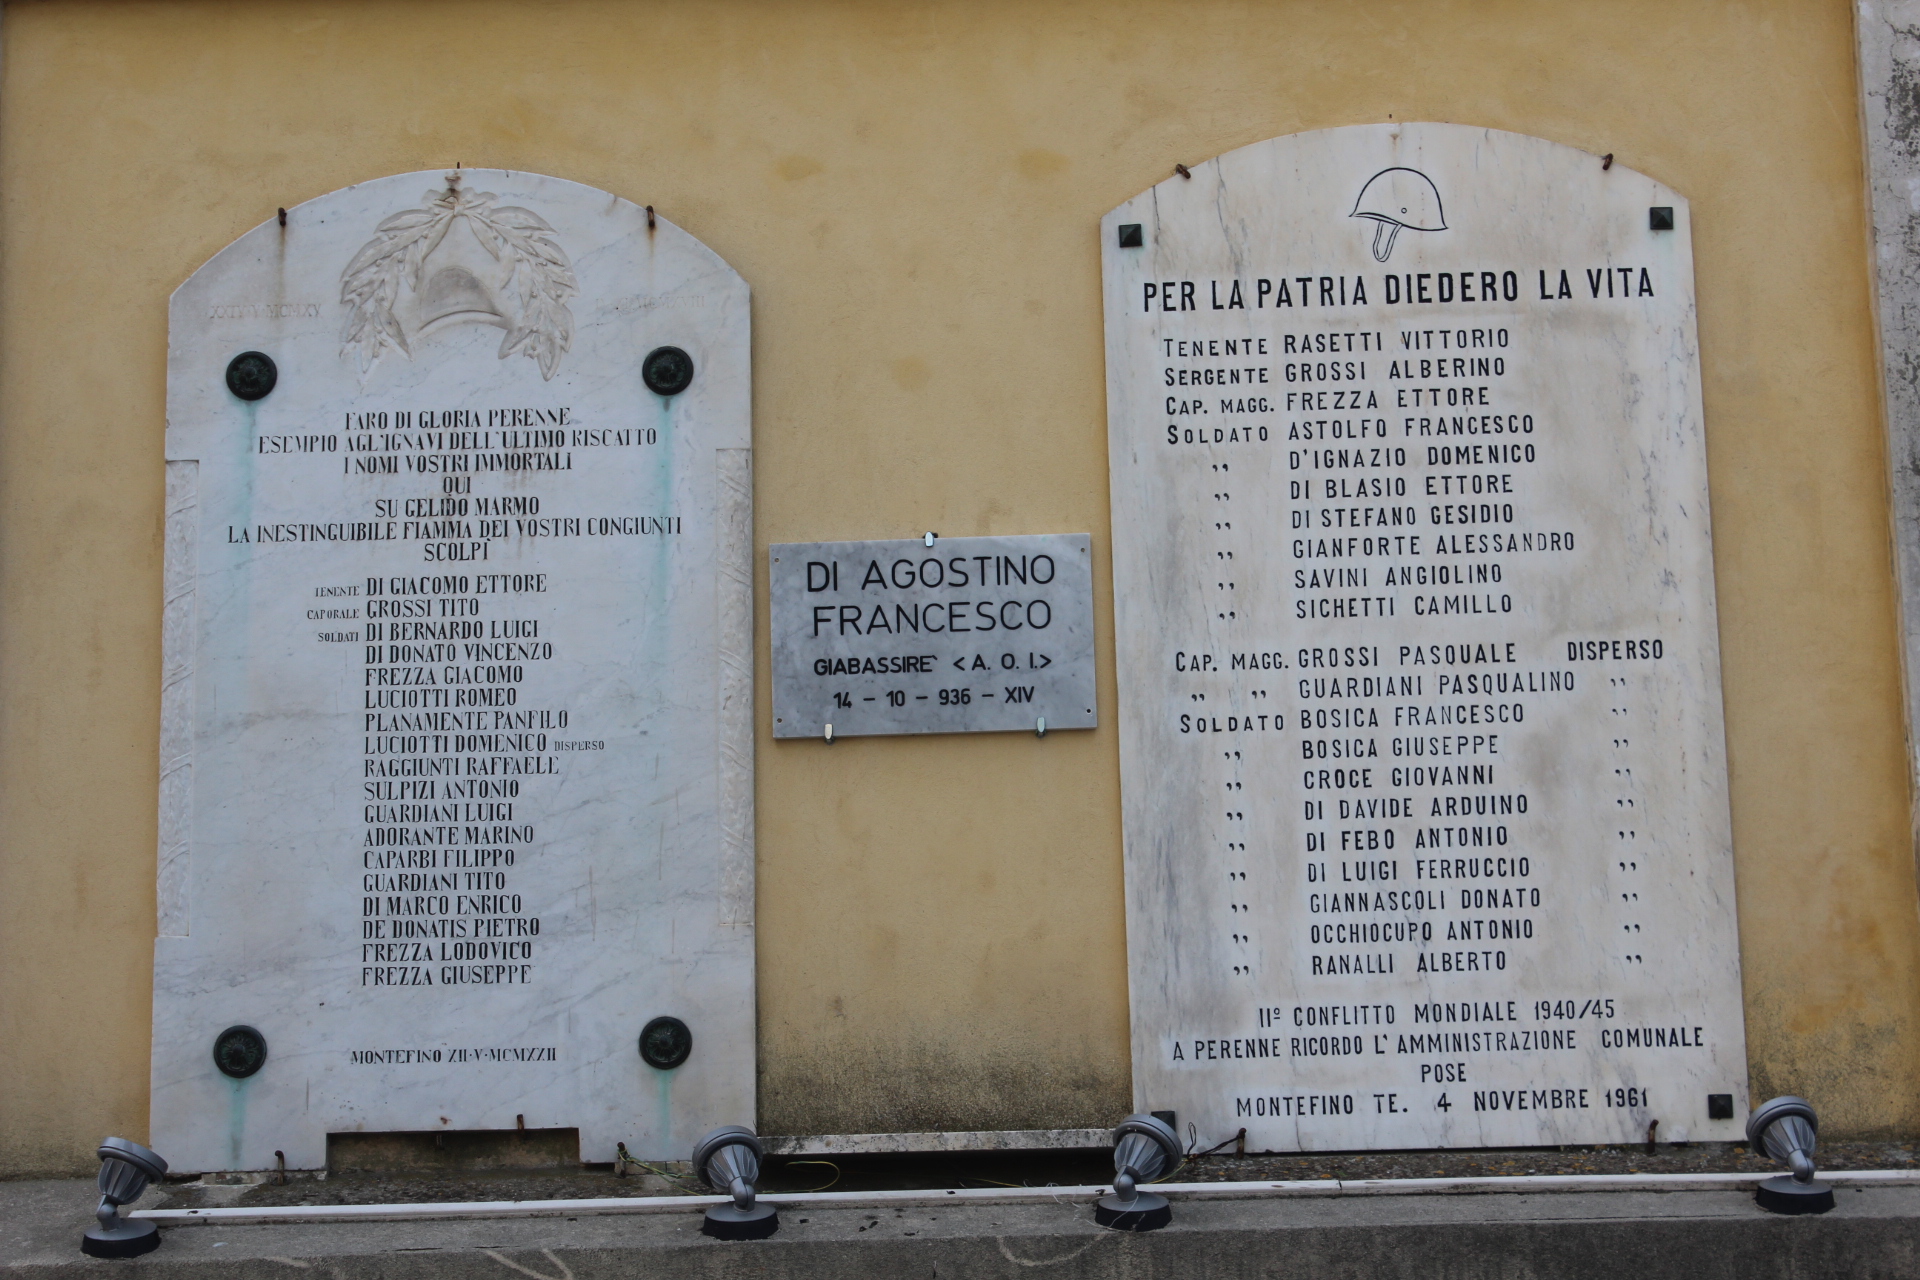 XXIV·V·MCMXV
FARO DI GLORIA PERENNE
ESEMPIO AGL'IGNAVI DELL'ULTIMO RISCATTO
I NOMI VOSTRI IMMORTALI
QUI
SU GELIDO MARMO
LA INESTINGUIBILE FIAMMA DEI VOSTRI CONGIUNTI
SCOLPÌ
TENENTE DI GIACOMO ETTORE
CAPORALE GROSSI TITO
SOLDATI DI BERNARDO LUIGI
DI DONATO VINCENZO
FREZZA GIACOMO
LUCIOTTI ROMEO
PLANAMENTE PANFILO
LUCIOTTI DOMENICO DISPERSO
RAGGIUNTI RAFFAELE
SULPIZI ANTONIO
GUARDIANI LUIGI
ADORANTE MARINO
CAPARBI FILIPPO
GUARDIANI TITO
DI MARCO ENRICO
DE DONATIS PIETRO
FREZZA LODOVICO
FREZZA GIUSEPPE
MONTEFINO XII·V·MCMXXII
DI AGOSTINO
FRANCESCO
GIABASSIRE` <A. O. I.>
14 - 10 - 936 - XIV
PER LA PATRIA DIEDERO LA VITA
TENENTE RASETTI VITTORIO
SERGENTE GROSSI ALBERINO
CAP. MAGG. FREZZA ETTORE
SOLDATO ASTOLFO FRANCESCO
,, D'IGNAZIO DOMENICO
,, DI BLASIO ETTORE
,, DI STEFANO GESIDIO
,, GIANFORTE ALESSANDRO
,, SAVINI ANGIOLINO
,, SICHETTI CAMILLO
CAP. MAGG. GROSSI PASQUALE DISPERSO
,, ,, GUARDIANI PASQUALINO ,,
SOLDATO BOSICA FRANCESCO ,,
,, BOSICA GIUSEPPE ,,
,, CROCE GIOVANNI ,,
,, DI DAVIDE ARDUINO ,,
,, DI FEBO ANTONIO ,,
,, DI LUIGI FERRUCCIO ,,
,, GIANNASCOLI DONATO ,,
,, OCCHIOCUPO ANTONIO ,,
,, RANALLI ALBERTO ,,
IIº CONFLITTO MONDIALE 1940/45
A PERENNE RICORDO L'AMMINISTRAZIONE COMUNALE
POSE
MONTEFINO TE. 4 NOVEMBRE 1961